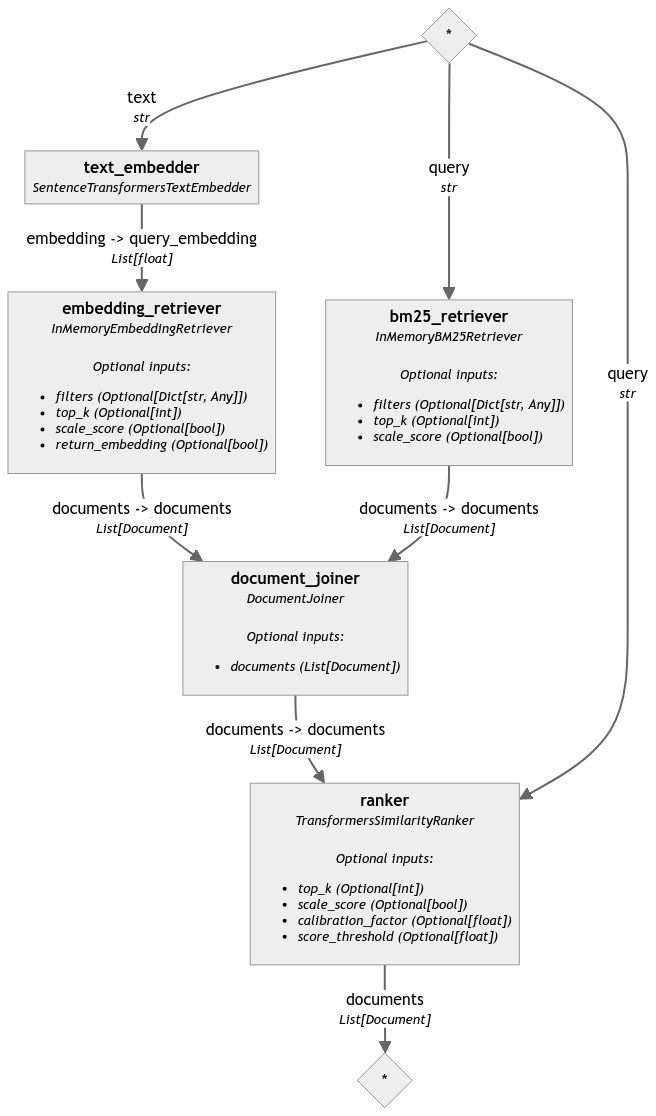 *
text
str
query
str
text_embedder
SentenceTransformersTextEmbedder
embedding -> query_embedding
List[float]
embedding_retriever
InMemoryEmbeddingRetriever
Optional inputs:
• filters (Optional[Dict[str, Any]])
• top_k (Optional[int])
• scale_score (Optional[bool])
• return_embedding (Optional[bool])
bm25_retriever
InMemoryBM25Retriever
Optional inputs:
• filters (Optional[Dict[str, Any]])
• top_k (Optional[int])
• scale_score (Optional[bool])
query
str
documents -> documents
List[Document]
documents -> documents
List[Document]
document_joiner
DocumentJoiner
Optional inputs:
• documents (List[Document])
documents -> documents
List[Document]
ranker
TransformersSimilarityRanker
Optional inputs:
• top_k (Optional[int])
• scale_score (Optional[bool])
• calibration_factor (Optional[float])
• score_threshold (Optional[float])
documents
List[Document]
*